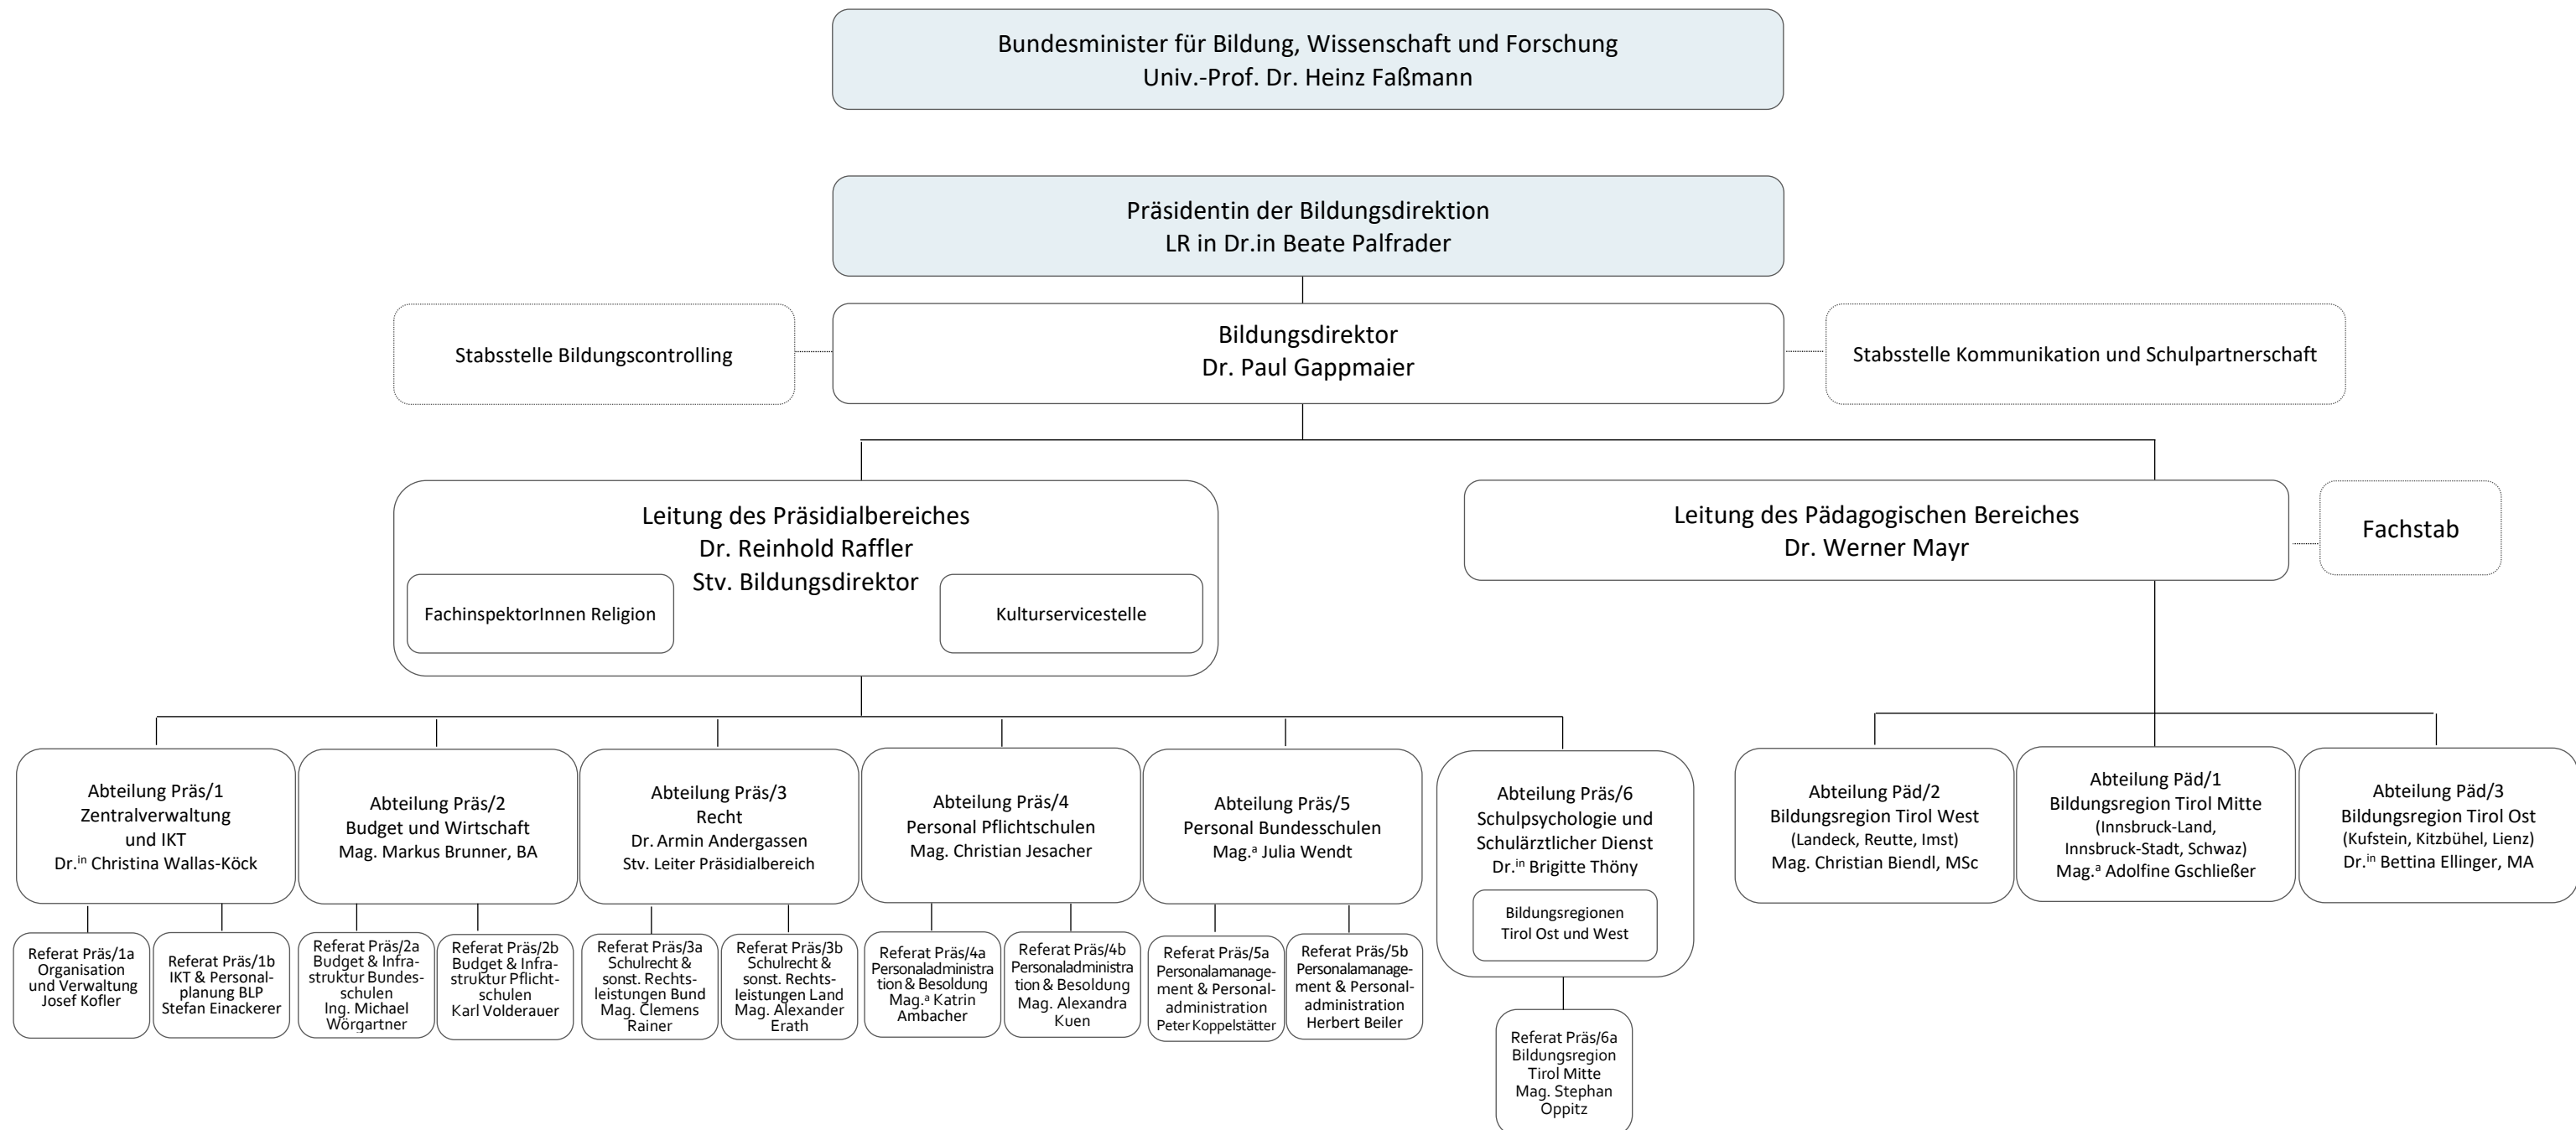 Bundesminister für Bildung, Wissenschaft und Forschung
Univ.-Prof. Dr. Heinz Faßmann
Präsidentin der Bildungsdirektion
LR in Dr.in Beate Palfrader
Stabsstelle Bildungscontrolling
Bildungsdirektor
Dr. Paul Gappmaier
Stabsstelle Kommunikation und Schulpartnerschaft
Leitung des Präsidialbereiches
Dr. Reinhold Raffler
Stv. Bildungsdirektor
FachinspektorInnen Religion
Kulturservicestelle
Leitung des Pädagogischen Bereiches
Dr. Werner Mayr
Fachstab
Abteilung Präs/1
Zentralverwaltung
und IKT
Dr.in Christina Wallas-Köck
Abteilung Präs/2
Budget und Wirtschaft
Mag. Markus Brunner, BA
Abteilung Präs/3
Recht
Dr. Armin Andergassen
Stv. Leiter Präsidialbereich
Abteilung Präs/4
Personal Pflichtschulen
Mag. Christian Jesacher
Abteilung Präs/5
Personal Bundesschulen
Mag.a Julia Wendt
Abteilung Präs/6
Schulpsychologie und
Schulärztlicher Dienst
Dr.in Brigitte Thöny
Bildungsregionen
Tirol Ost und West
Abteilung Päd/2
Bildungsregion Tirol West
(Landeck, Reutte, Imst)
Mag. Christian Biendl, MSc
Abteilung Päd/1
Bildungsregion Tirol Mitte
(Innsbruck-Land,
Innsbruck-Stadt, Schwaz)
Mag.a Adolfine Gschließer
Abteilung Päd/3
Bildungsregion Tirol Ost
(Kufstein, Kitzbühel, Lienz)
Dr.in Bettina Ellinger, MA
Referat Präs/1a
Organisation
und Verwaltung
Josef Kofler
Referat Präs/1b
IKT & Personal-
planung BLP
Stefan Einackerer
Referat Präs/2a
Budget & Infra-
struktur Bundes-
schulen
Ing. Michael
Wörgartner
Referat Präs/2b
Budget & Infra-
struktur Pflicht-
schulen
Karl Volderauer
Referat Präs/3a
Schulrecht &
sonst. Rechts-
leistungen Bund
Mag. Clemens
Rainer
Referat Präs/3b
Schulrecht &
sonst. Rechts-
leistungen Land
Mag. Alexander
Erath
Referat Präs/4a
Personaladministra
tion & Besoldung
Mag.a Katrin
Ambacher
Referat Präs/4b
Personaladministra
tion & Besoldung
Mag. Alexandra
Kuen
Referat Präs/5a
Personalamanage-
ment & Personal-
administration
Peter Koppelstätter
Referat Präs/5b
Personalamanage-
ment & Personal-
administration
Herbert Beiler
Referat Präs/6a
Bildungsregion
Tirol Mitte
Mag. Stephan
Oppitz